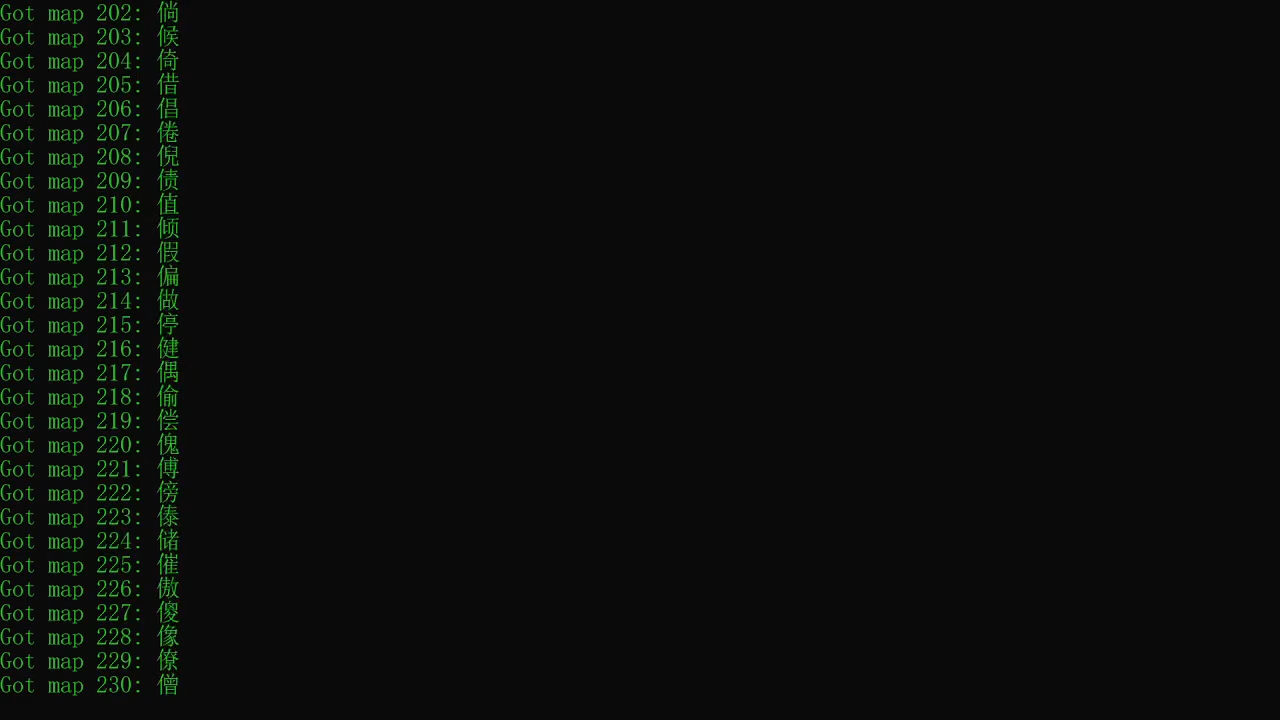 Got map 202: 倘
Got map 203: 候
Got map 204: 倚
Got map 205: 借
Got map 206: 倡
Got map 207: 倦
Got map 208: 倪
Got map 209: 债
Got map 210: 值
Got map 211: 倾
Got map 212: 假
Got map 213: 偏
Got map 214: 做
Got map 215: 停
Got map 216: 健
Got map 217: 偶
Got map 218: 偷
Got map 219: 偿
Got map 220: 傀
Got map 221: 傅
Got map 222: 傍
Got map 223: 傣
Got map 224: 储
Got map 225: 催
Got map 226: 傲
Got map 227: 傻
Got map 228: 像
Got map 229: 僚
Got map 230: 僧